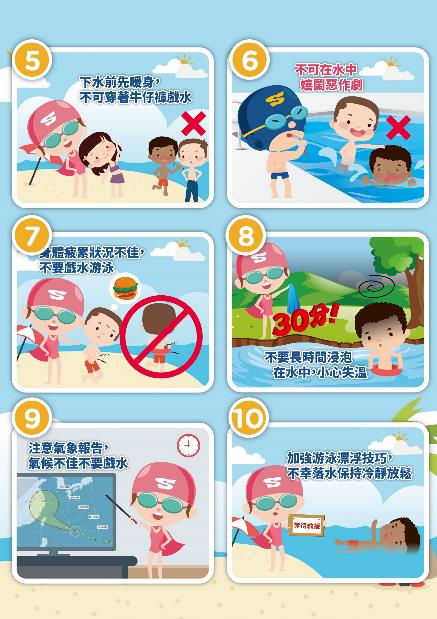 5
下水前先暖身,
不可穿著牛仔褲戲水
6
不可在水中
嬉鬧惡作劇
7
身體疲累狀況不佳,
不要戲水游泳
8
30分!
不要長時間浸泡
在水中,小心失溫
9
注意氣象報告,
氣候不佳不要戲水
10
加強游泳漂浮技巧,
不幸落水保持冷靜放鬆
等待救援